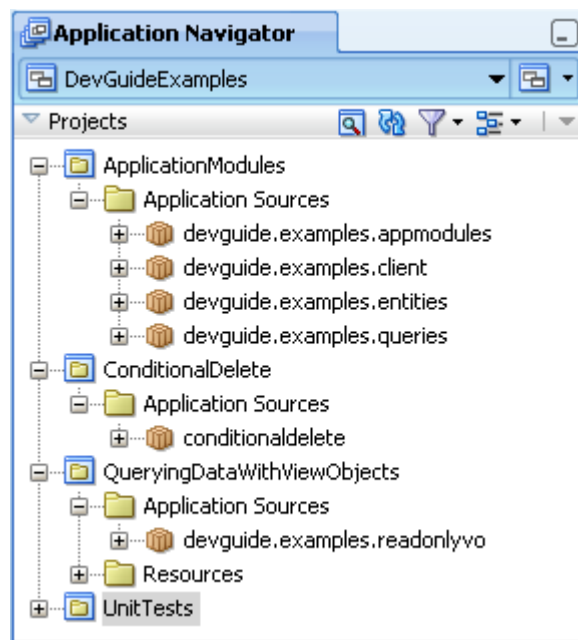 Application Navigator
DevGuideExamples
Projects
ApplicationModules
Application Sources
devguide.examples.appmodules
devguide.examples.client
devguide.examples.entities
devguide.examples.queries
ConditionalDelete
Application Sources
conditionaldelete
QueryingDataWithViewObjects
Application Sources
devguide.examples.readonlyvo
Resources
UnitTests